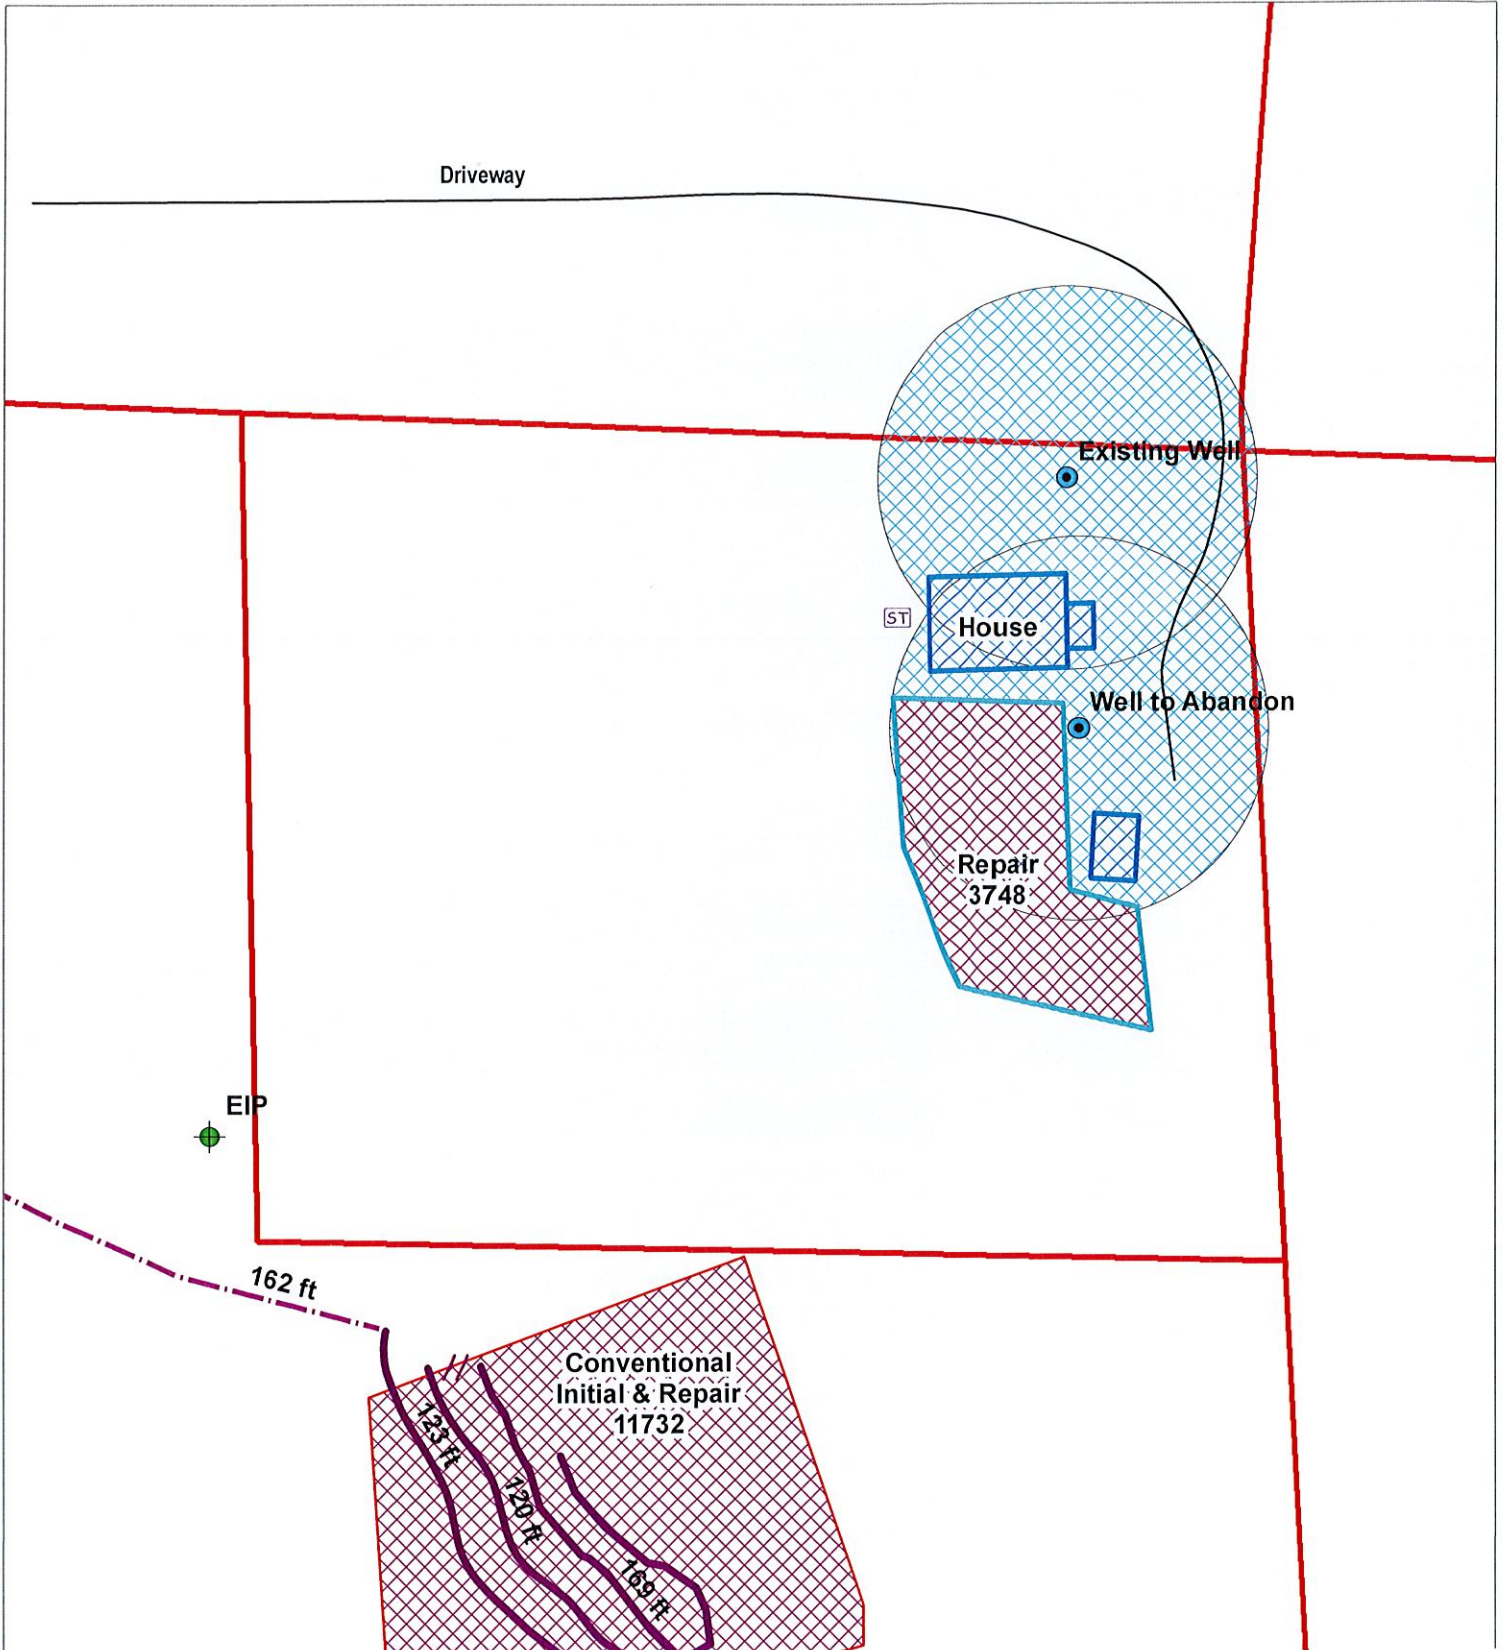 Driveway
Existing Well
ST
House
Well to Abandon
Repair
3748
EIP
162 ft
Conventional
Initial & Repair
11732
123 ft
120 ft
169 ft